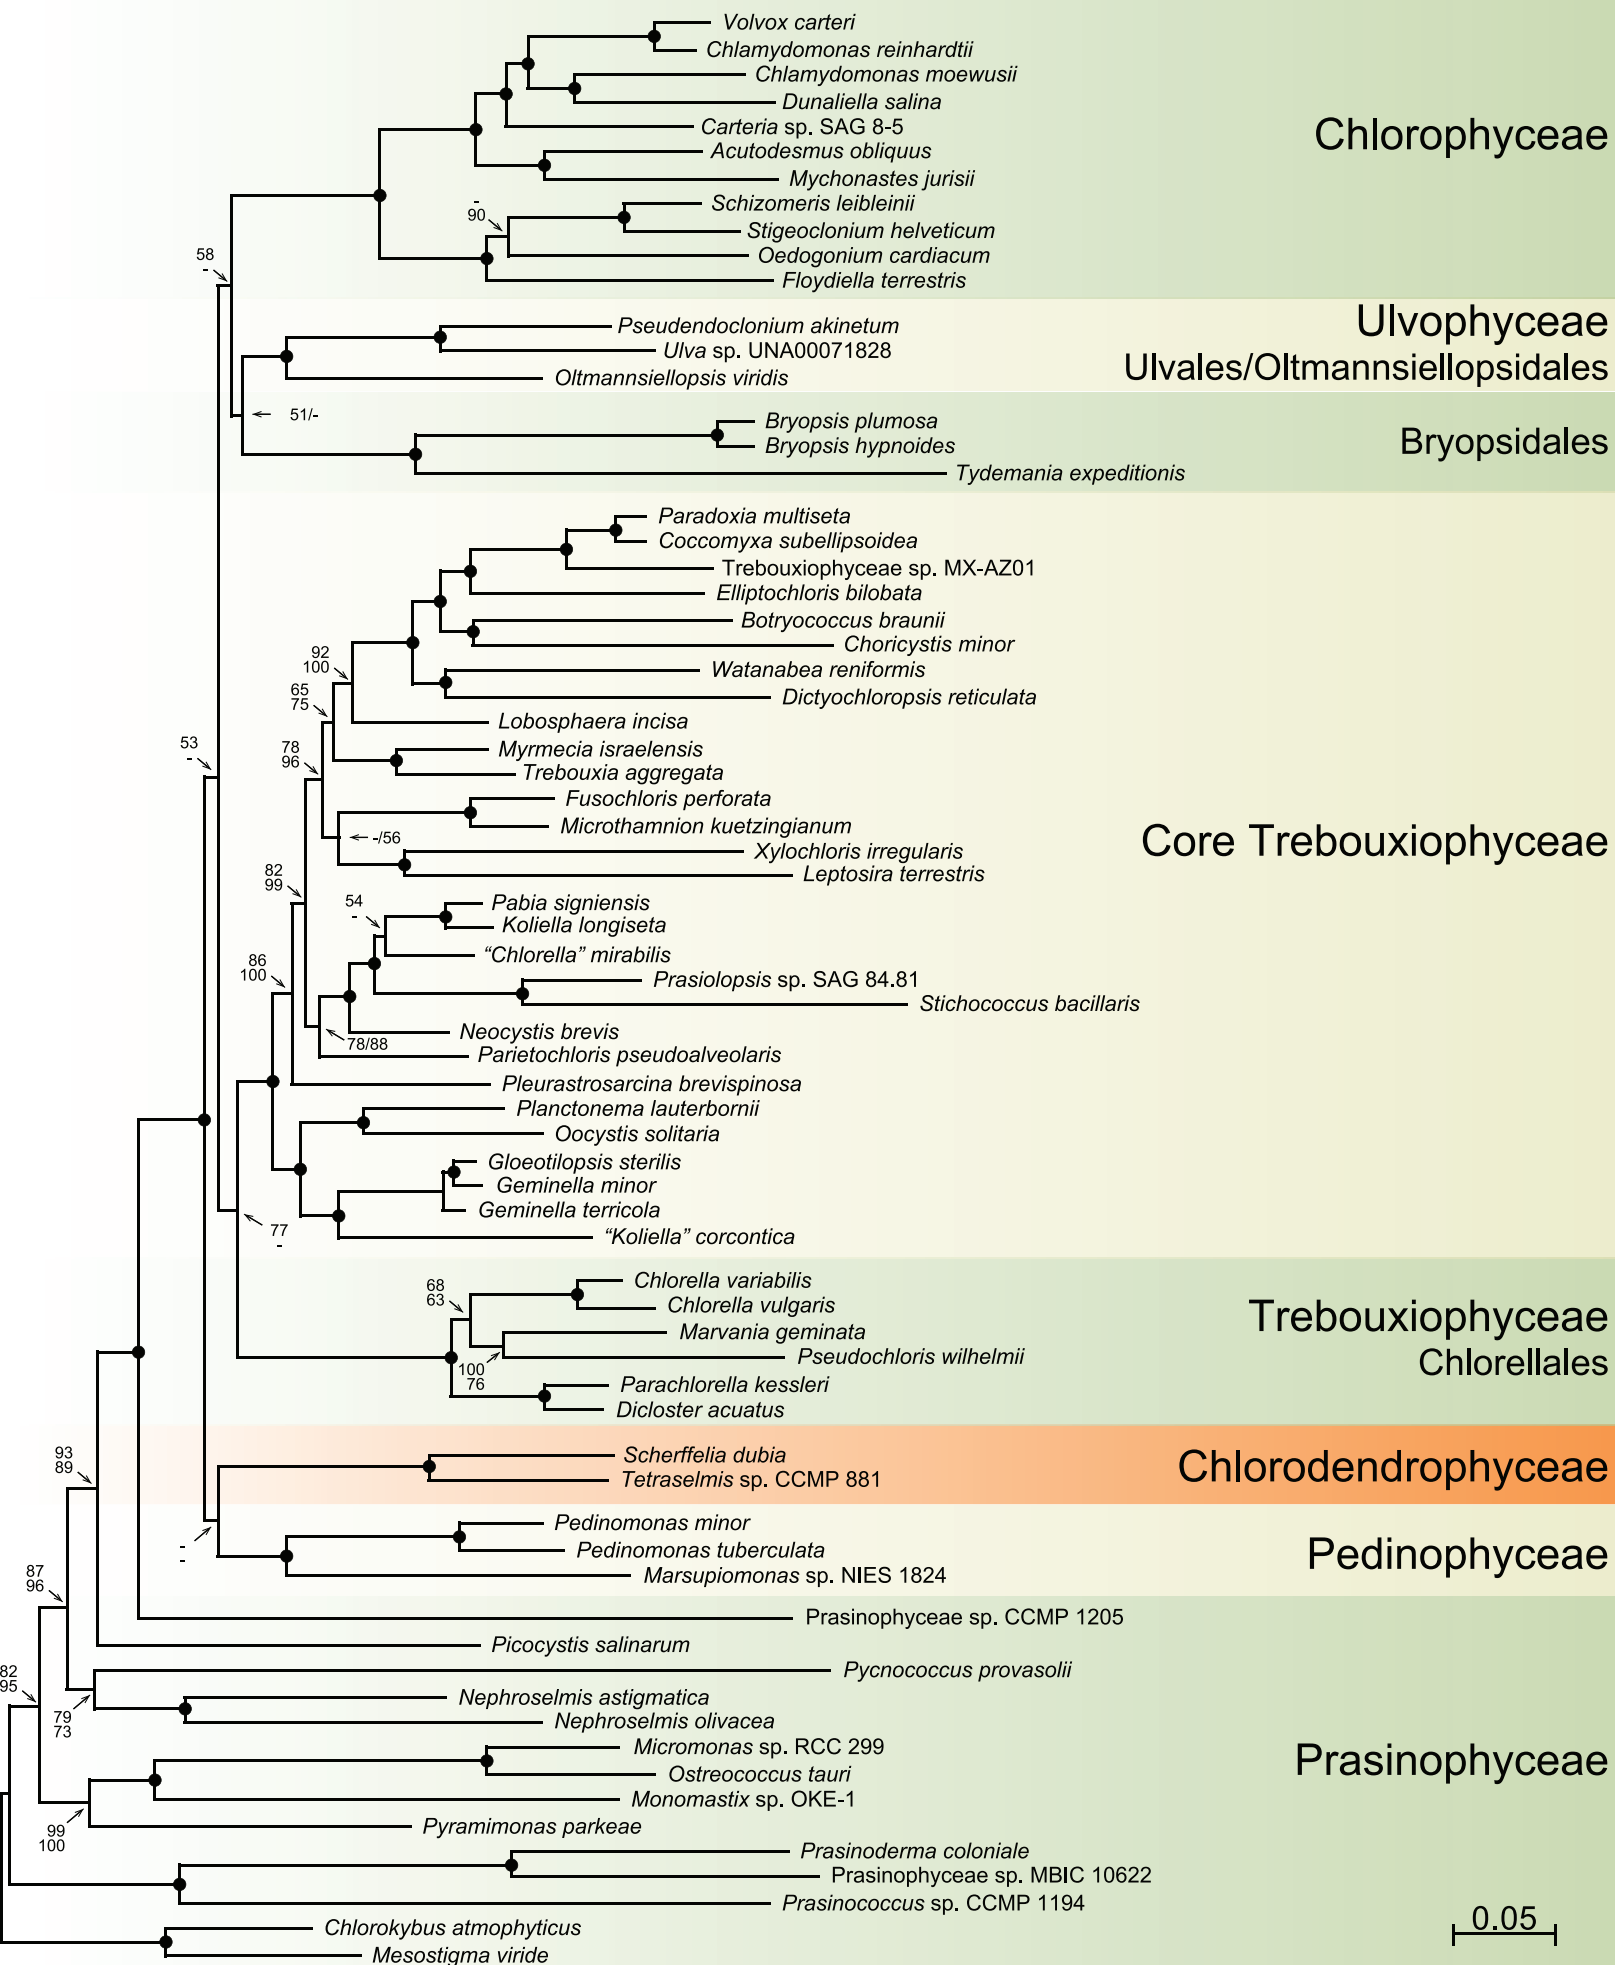 Volvox carteri
Chlamydomonas reinhardtii
Chlamydomonas moewusii
Dunaliella salina
Carteria sp. SAG 8-5
Chlorophyceae
Acutodesmus obliquus
Mychonastes jurisii
Schizomeris leibleinii
-
90
Stigeoclonium helveticum
Oedogonium cardiacum
58
-
Floydiella terrestris
Pseudendoclonium akinetum
Ulvophyceae
Ulva sp. UNA00071828
Ulvales/Oltmannsiellopsidales
Oltmannsiellopsis viridis
51/-
Bryopsis plumosa
Bryopsis hypnoides
Bryopsidales
Tydemania expeditionis
Paradoxia multiseta
Coccomyxa subellipsoidea
Trebouxiophyceae sp. MX-AZ01
Elliptochloris bilobata
Botryococcus braunii
Choricystis minor
92
100
Watanabea reniformis
65
75
Dictyochloropsis reticulata
Lobosphaera incisa
53
-
78
96
Myrmecia israelensis
Trebouxia aggregata
Fusochloris perforata
Microthamnion kuetzingianum
-/56
Core Trebouxiophyceae
Xylochloris irregularis
82
99
Leptosira terrestris
54
-
Pabia signiensis
Koliella longiseta
86
100
“Chlorella” mirabilis
Prasiolopsis sp. SAG 84.81
Stichococcus bacillaris
Neocystis brevis
78/88
Parietochloris pseudoalveolaris
Pleurastrosarcina brevispinosa
Planctonema lauterbornii
Oocystis solitaria
Gloeotilopsis sterilis
Geminella minor
Geminella terricola
77
-
“Koliella” corcontica
68
63
Chlorella variabilis
Chlorella vulgaris
Trebouxiophyceae
Marvania geminata
Pseudochloris wilhelmii
Chlorellales
100
76
Parachlorella kessleri
Dicloster acuatus
93
89
Scherffelia dubia
Chlorodendrophyceae
Tetraselmis sp. CCMP 881
Pedinomonas minor
-
-
Pedinomonas tuberculata
Pedinophyceae
87
96
Marsupiomonas sp. NIES 1824
Prasinophyceae sp. CCMP 1205
Picocystis salinarum
82
95
Pycnococcus provasolii
Nephroselmis astigmatica
79
73
Nephroselmis olivacea
Micromonas sp. RCC 299
Prasinophyceae
Ostreococcus tauri
Monomastix sp. OKE-1
99
100
Pyramimonas parkeae
Prasinoderma coloniale
Prasinophyceae sp. MBIC 10622
Prasinococcus sp. CCMP 1194
0.05
Chlorokybus atmophyticus
Mesostigma viride